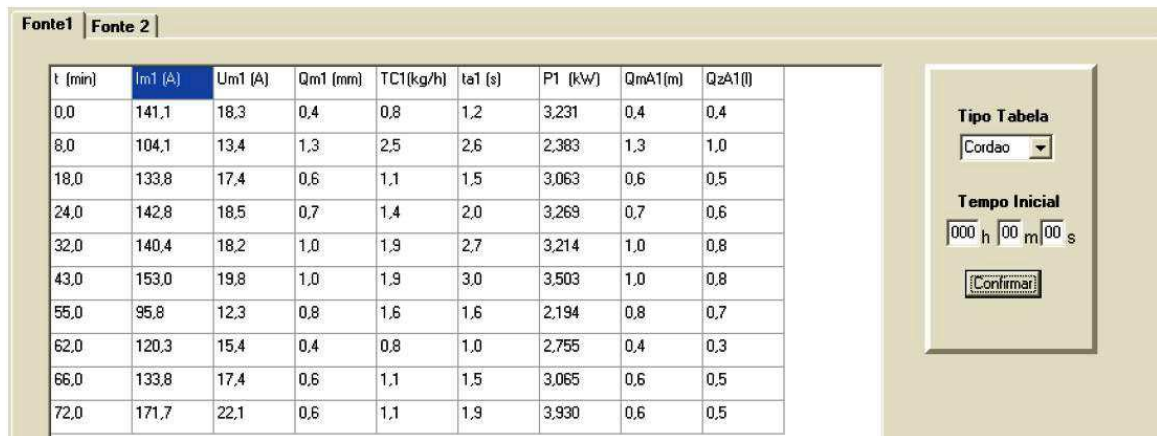 Fonte1 Fonte 2
t (min) Im1 (A) Um1 (A) Qm1 (mm) TC1(kg/h) ta1 (s) P1 (kW) QmA1(m) QzA1(l)
0,0 141,1 18,3 0,4 0,8 1,2 3,231 0,4 0,4
8,0 104,1 13,4 1,3 2,5 2,6 2,383 1,3 1,0
18,0 133,8 17,4 0,6 1,1 1,5 3,063 0,6 0,5
24,0 142,8 18,5 0,7 1,4 2,0 3,269 0,7 0,6
32,0 140,4 18,2 1,0 1,9 2,7 3,214 1,0 0,8
43,0 153,0 19,8 1,0 1,9 3,0 3,503 1,0 0,8
55,0 95,8 12,3 0,8 1,6 1,6 2,194 0,8 0,7
62,0 120,3 15,4 0,4 0,8 1,0 2,755 0,4 0,3
66,0 133,8 17,4 0,6 1,1 1,5 3,065 0,6 0,5
72,0 171,7 22,1 0,6 1,1 1,9 3,930 0,6 0,5
Tipo Tabela
Cordao
Tempo Inicial
000 h 00 m 00 s
Confirmar